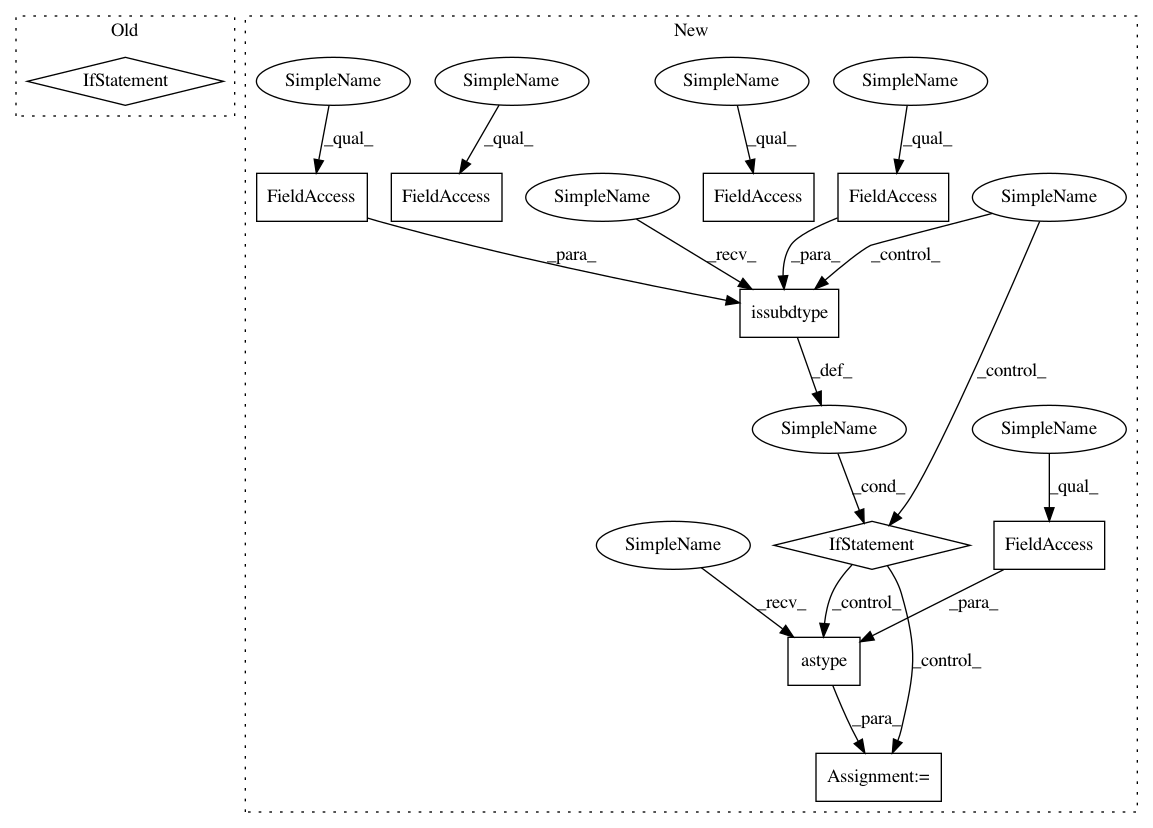 Old
New
IfStatement
SimpleName
SimpleName
SimpleName
SimpleName
_qual_
_qual_
_qual_
_qual_
FieldAccess
FieldAccess
SimpleName
FieldAccess
FieldAccess
SimpleName
_para_
_recv_
_para_
_control_
issubdtype
_def_
_control_
SimpleName
SimpleName
_cond_
_qual_
SimpleName
IfStatement
FieldAccess
_recv_
_control_
_para_
astype
_control_
_para_
Assignment:=